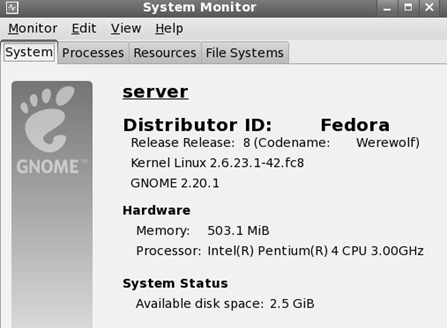 System Monitor
Monitor Edit View Help
System Processes Resources File Systems
server
Distributor ID: Fedora
Release Release: 8 (Codename: Werewolf)
Kernel Linux 2.6.23.1-42.fc8
GNOME 2.20.1
GNOME™
Hardware
Memory: 503.1 MiB
Processor: Intel(R) Pentium(R) 4 CPU 3.00GHz
System Status
Available disk space: 2.5 GiB